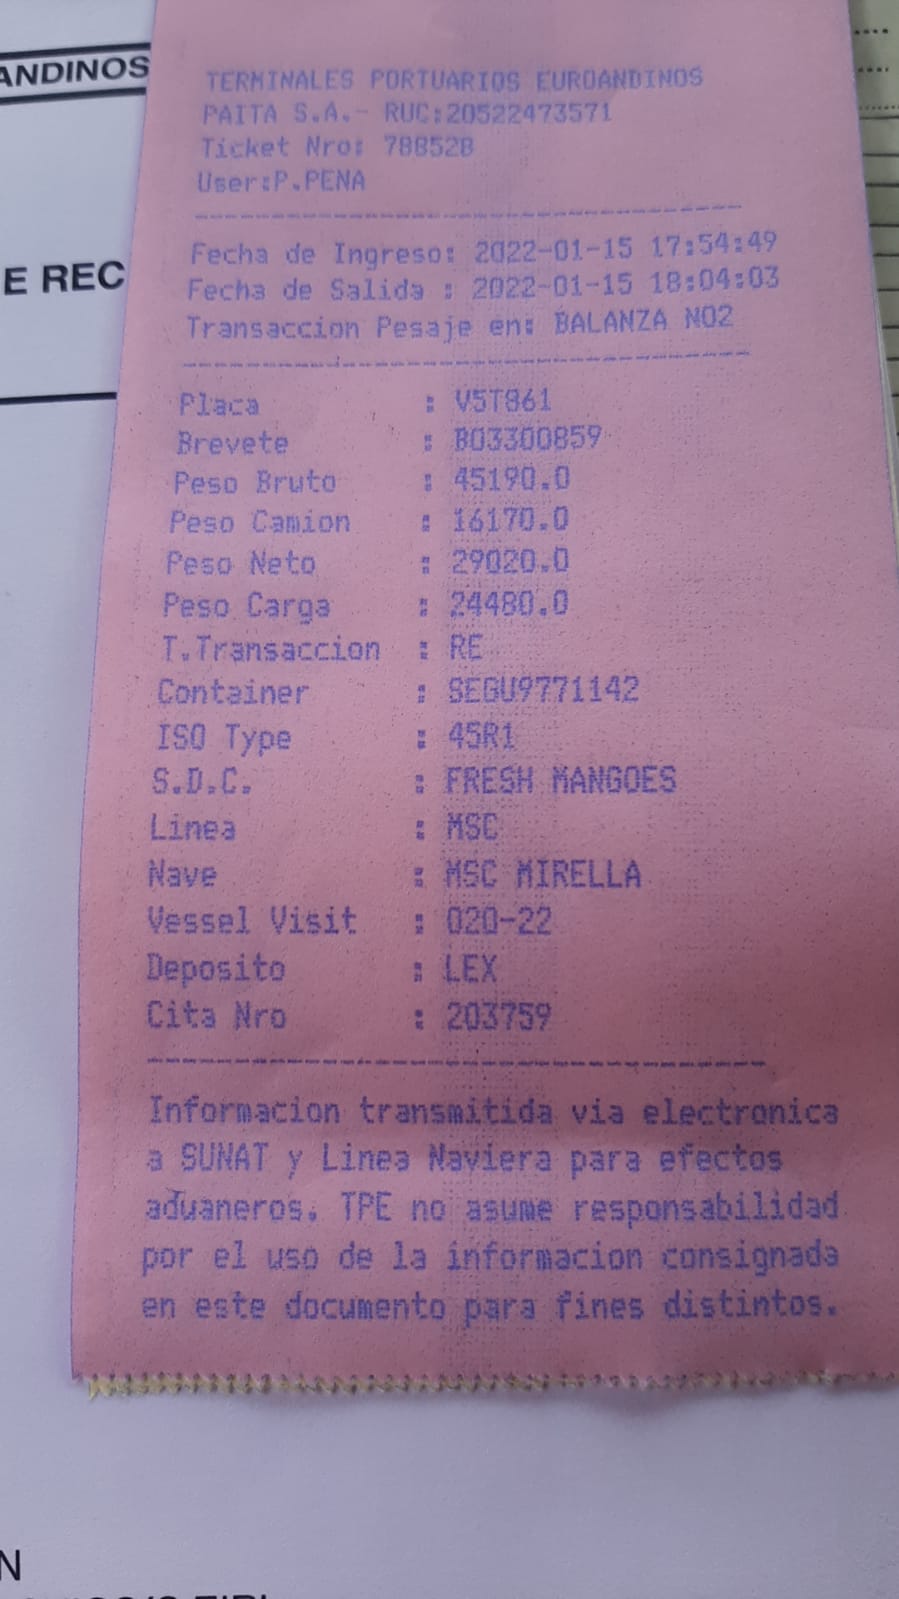 ANDINOS
E REC
TERMINALES PORTUARIOS EUROANDINOS
PAITA S.A.- RUC:20522473571
Ticket Nro: 788528
User:P.PENA
Fecha de Ingreso: 2022-01-15 17:54:49
Fecha de Salida : 2022-01-15 18:04:03
Transaccion Pesaje en: BALANZA NO2
Placa : V5T861
Brevete : B03300859
Peso Bruto : 45190.0
Peso Camion : 16170.0
Peso Neto : 29020.0
Peso Carga : 24480.0
T.Transaccion : RE
Container : SEGU9771142
ISO Type : 45R1
S.D.C. : FRESH MANGOES
Linea : MSC
Nave : MSC MIRELLA
Vessel Visit : 020-22
Deposito : LEX
Cita Nro : 203759
Informacion transmitida via electronica
a SUNAT y Linea Naviera para efectos
aduaneros. TPE no asume responsabilidad
por el uso de la informacion consignada
en este documento para fines distintos.
N